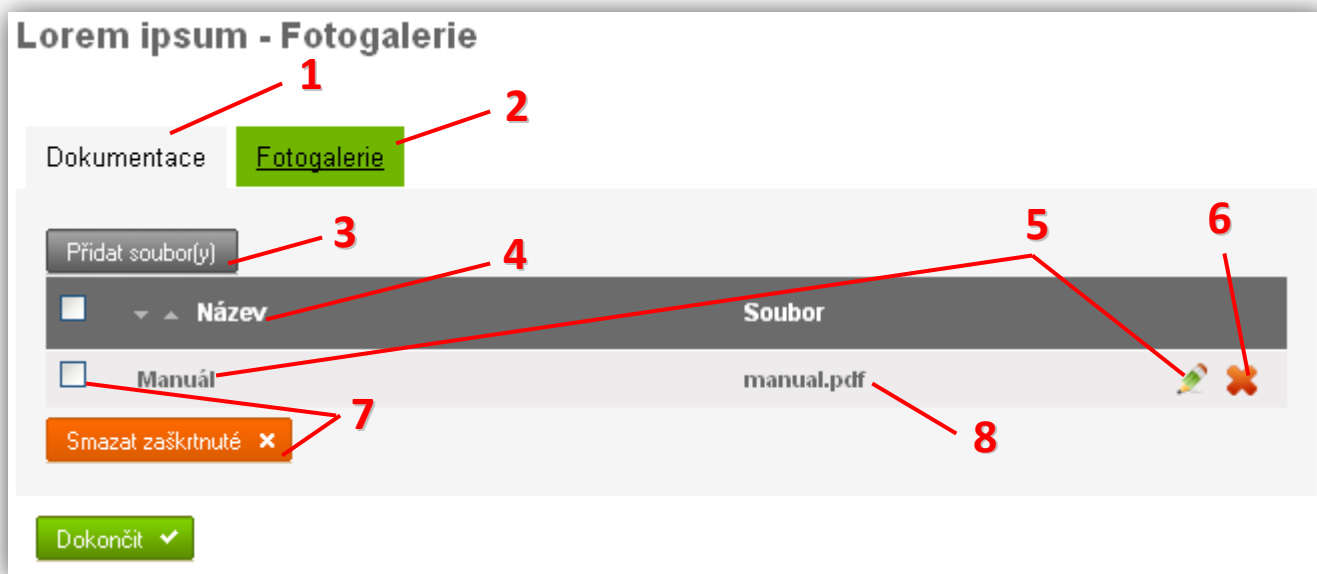 Lorem ipsum - Fotogalerie
1
2
Dokumentace Fotogalerie
3
4
5
6
Přidat soubor(y)
Název Soubor
Manuál manual.pdf
7
8
Smazat zaškrtnuté
Dokončit